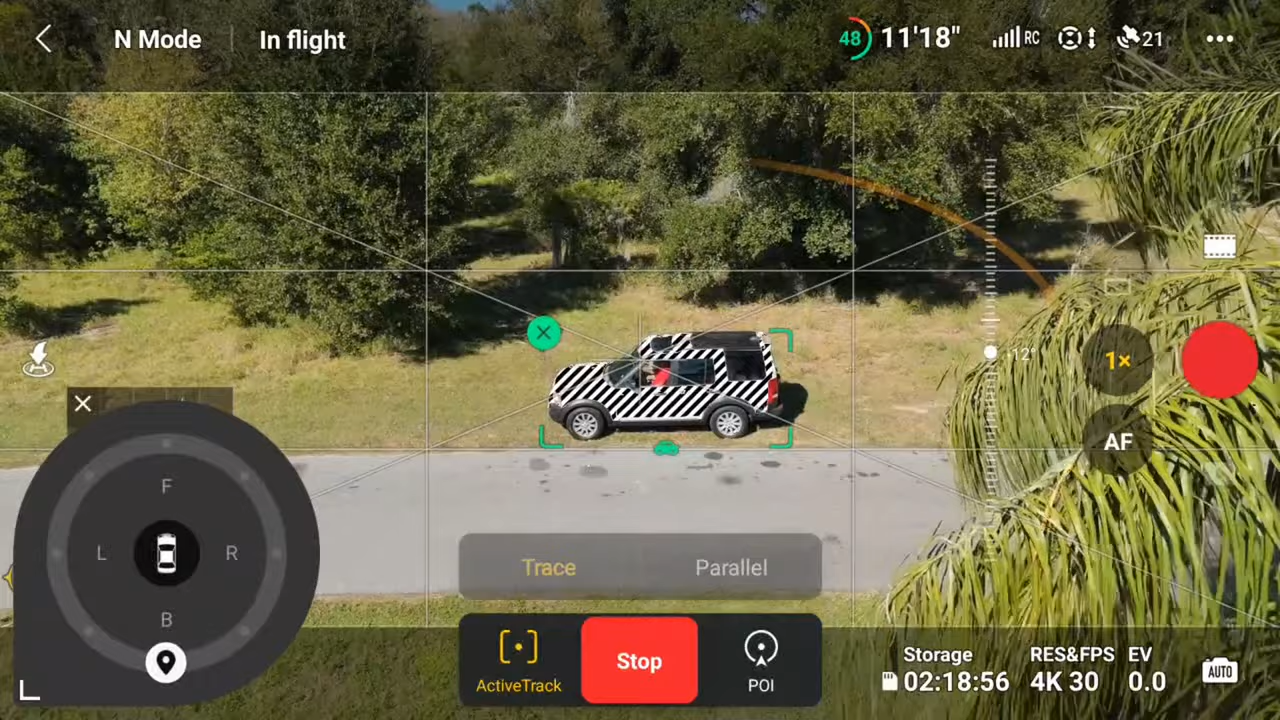 N Mode
In flight
48
11'18"
RC
21
+12°
1×
AF
F
L
R
B
Trace
Parallel
ActiveTrack
Stop
POI
Storage
02:18:56
RES&FPS
4K 30
EV
0.0
AUTO